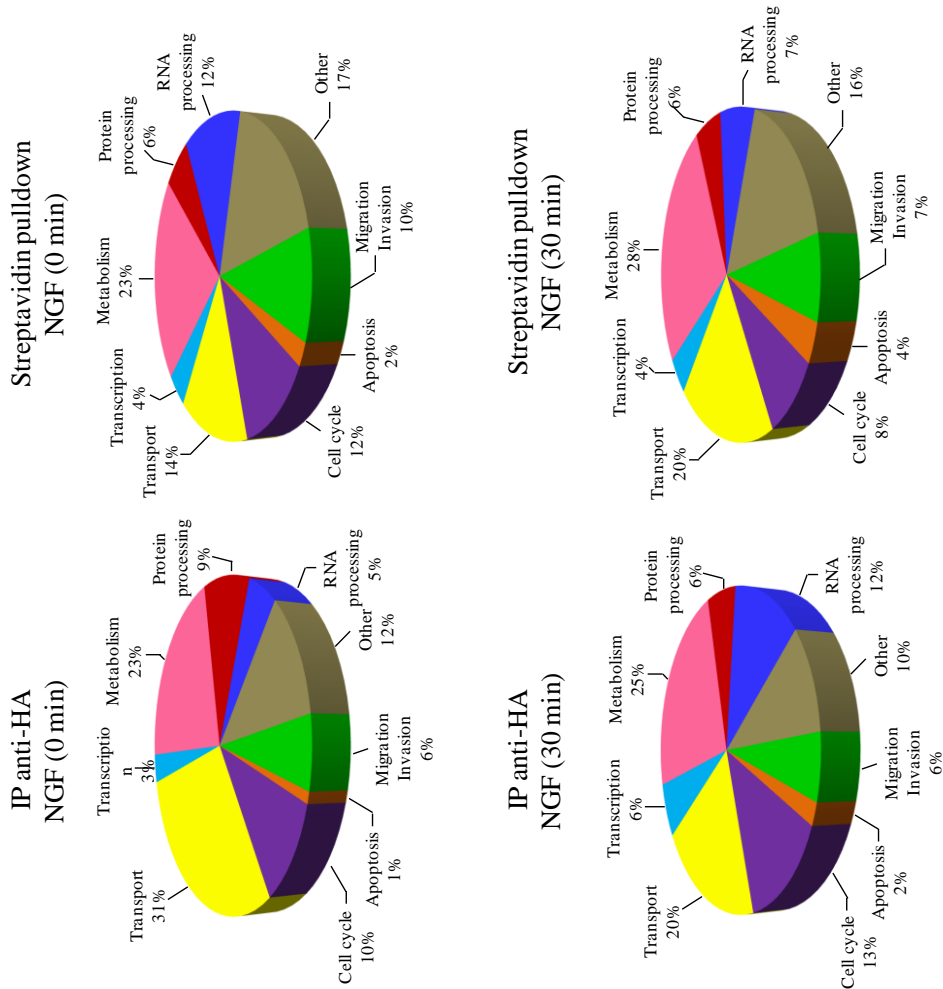 IP anti-HA
NGF (0 min)
Transcriptio
n
3%
Metabolism
23%
Protein
processing
9%
RNA
processing
5%
Other
12%
Migration
Invasion
6%
Apoptosis
1%
Cell cycle
10%
Transport
31%
Streptavidin pulldown
NGF (0 min)
Transcription
4%
Metabolism
23%
Protein
processing
6%
RNA
processing
12%
Other
17%
Migration
Invasion
10%
Apoptosis
2%
Cell cycle
12%
Transport
14%
IP anti-HA
NGF (30 min)
Transcription
6%
Metabolism
25%
Protein
processing
6%
RNA
processing
12%
Other
10%
Migration
Invasion
6%
Apoptosis
2%
Cell cycle
13%
Transport
20%
Streptavidin pulldown
NGF (30 min)
Transcription
4%
Metabolism
28%
Protein
processing
6%
RNA
processing
7%
Other
16%
Migration
Invasion
7%
Apoptosis
4%
Cell cycle
8%
Transport
20%